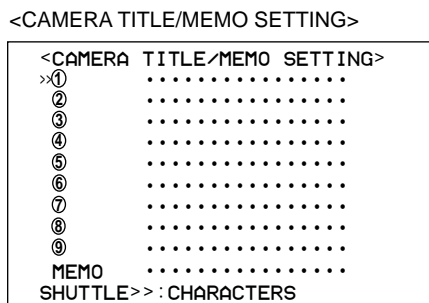 <CAMERA TITLE/MEMO SETTING>
<CAMERA TITLE/MEMO SETTING>
>>① ••••••••••••••••
② ••••••••••••••••
③ ••••••••••••••••
④ ••••••••••••••••
⑤ ••••••••••••••••
⑥ ••••••••••••••••
⑦ ••••••••••••••••
⑧ ••••••••••••••••
⑨ ••••••••••••••••
MEMO ••••••••••••••••
SHUTTLE>>:CHARACTERS